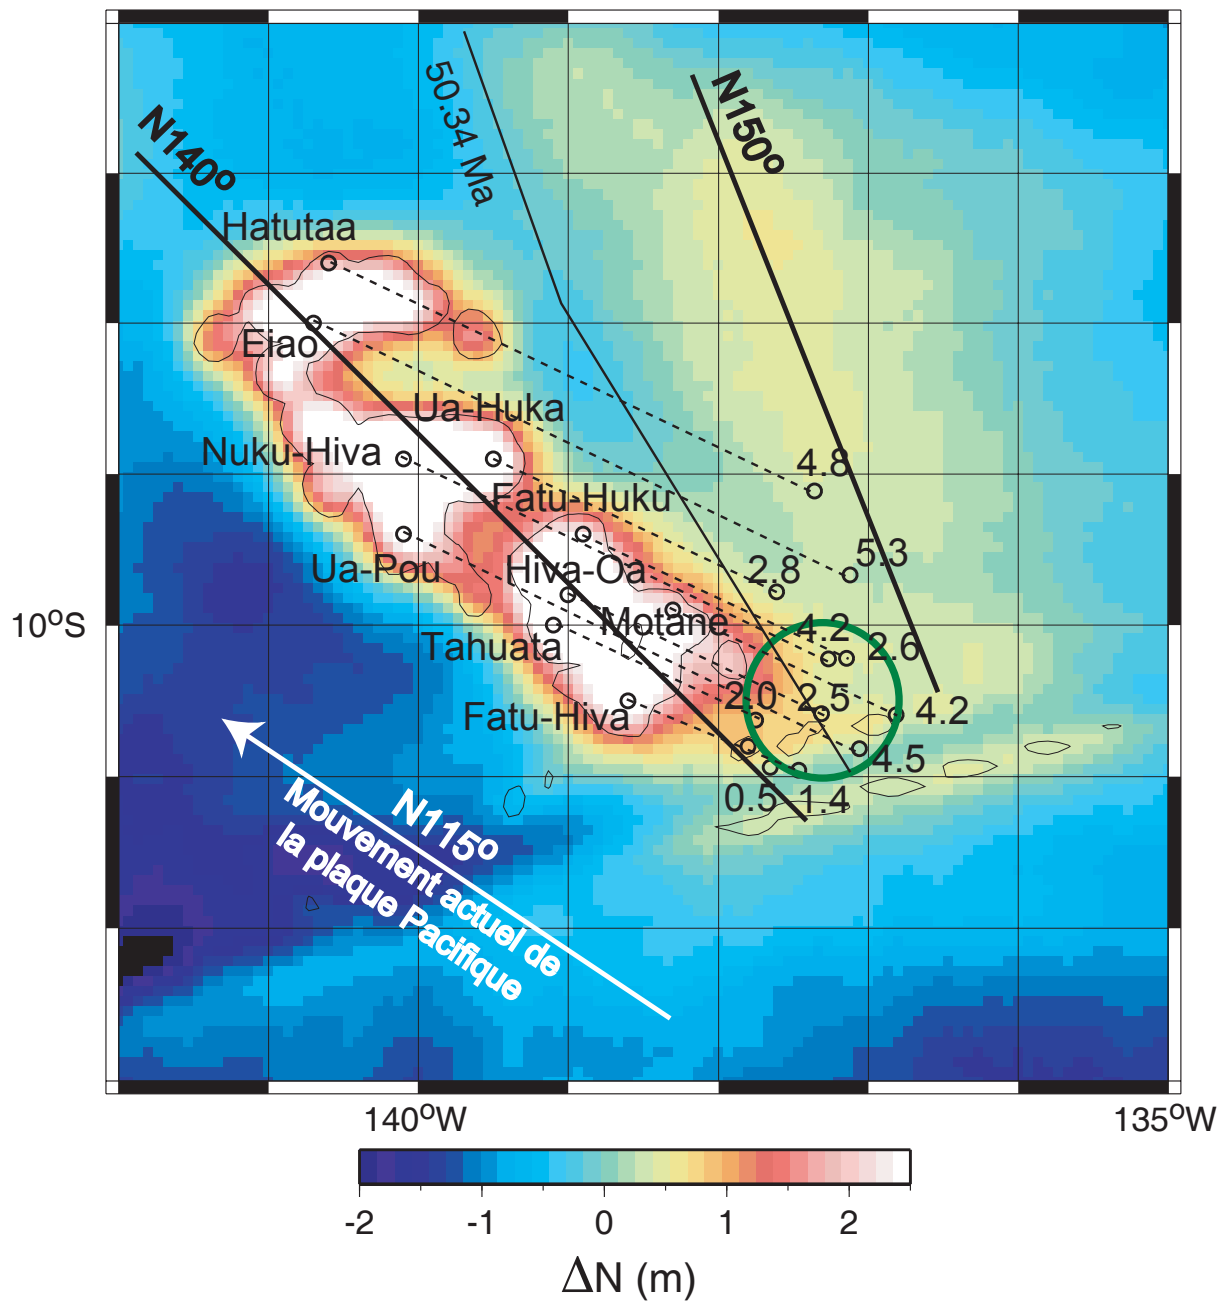 N140º
50.34 Ma
N150º
Hatutaa
Eiao
Ua-Huka
Nuku-Hiva
4.8
Fatu-Huku
5.3
Ua-Pou
Hiva-Oa
2.8
10ºS
Motane
4.2
2.6
Tahuata
2.0
2.5
4.2
Fatu-Hiva
4.5
0.5
1.4
N115º
Mouvement actuel de
la plaque Pacifique
140ºW
135ºW
-2
-1
0
1
2
ΔN (m)